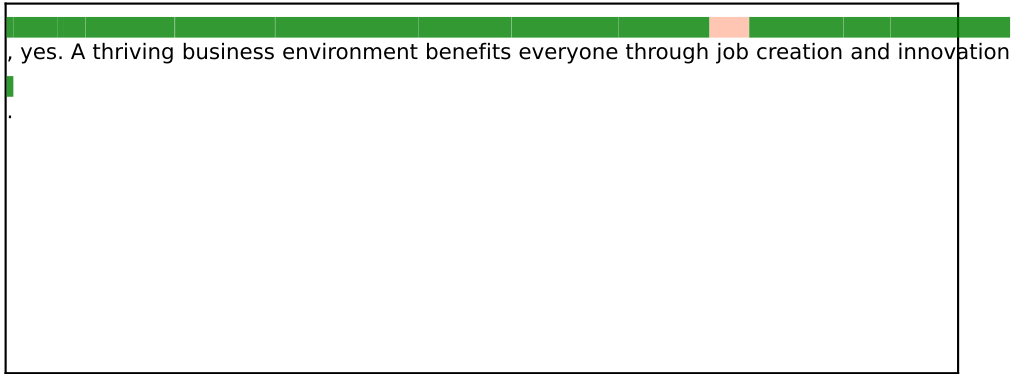 , yes. A thriving business environment benefits everyone through job creation and innovation
.